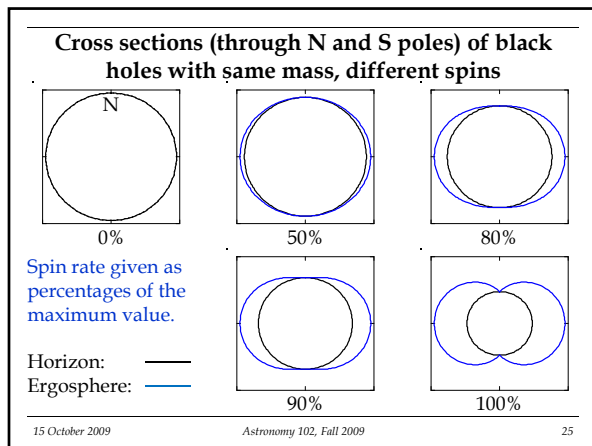 Cross sections (through N and S poles) of black
holes with same mass, different spins
N
0%
50%
80%
Spin rate given as
percentages of the
maximum value.
Horizon:
Ergosphere:
90%
100%
15 October 2009
Astronomy 102, Fall 2009
25